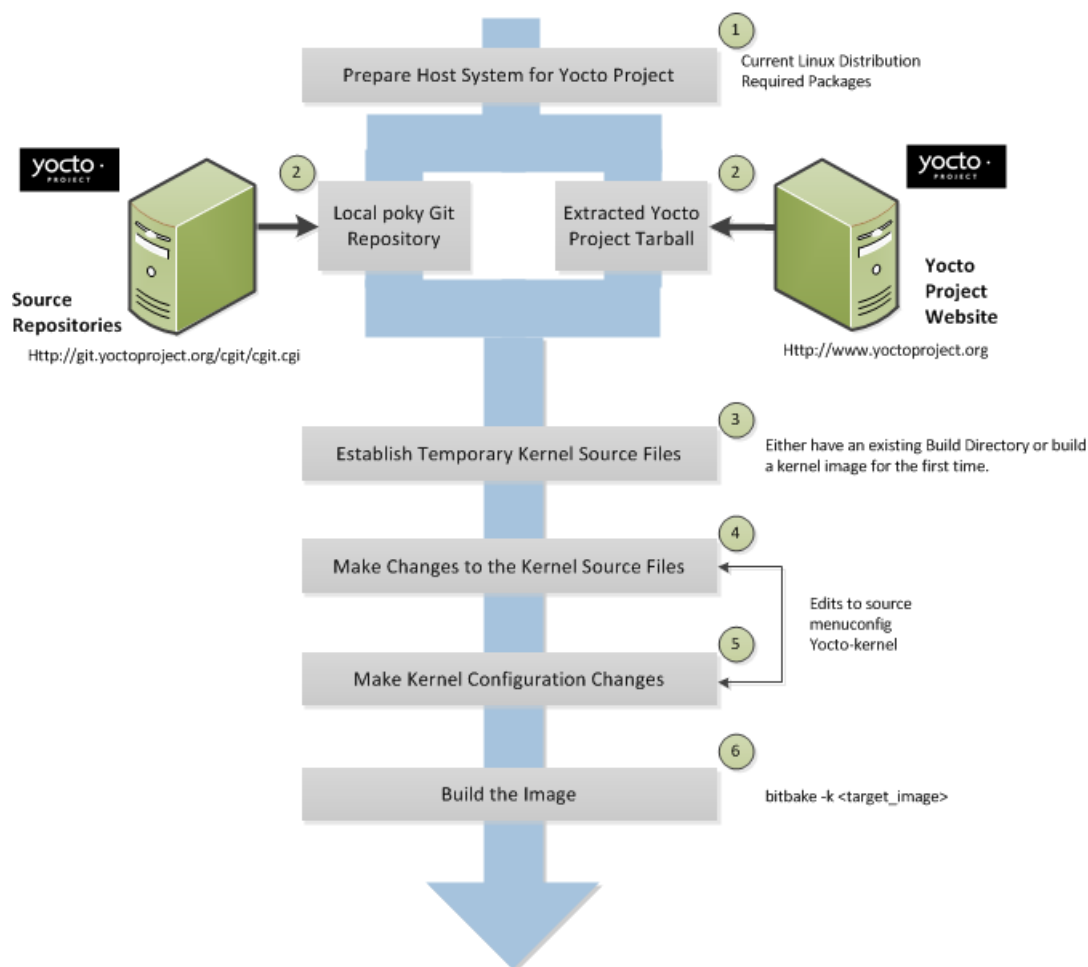 1
Prepare Host System for Yocto Project
Current Linux Distribution
Required Packages
yocto ·
PROJECT
2
Local poky Git
Repository
2
Extracted Yocto
Project Tarball
yocto ·
PROJECT
Source
Repositories
Http://git.yoctoproject.org/cgit/cgit.cgi
Yocto
Project
Website
Http://www.yoctoproject.org
3
Establish Temporary Kernel Source Files
Either have an existing Build Directory or build
a kernel image for the first time.
4
Make Changes to the Kernel Source Files
Edits to source
menuconfig
Yocto-kernel
5
Make Kernel Configuration Changes
6
Build the Image
bitbake -k <target_image>